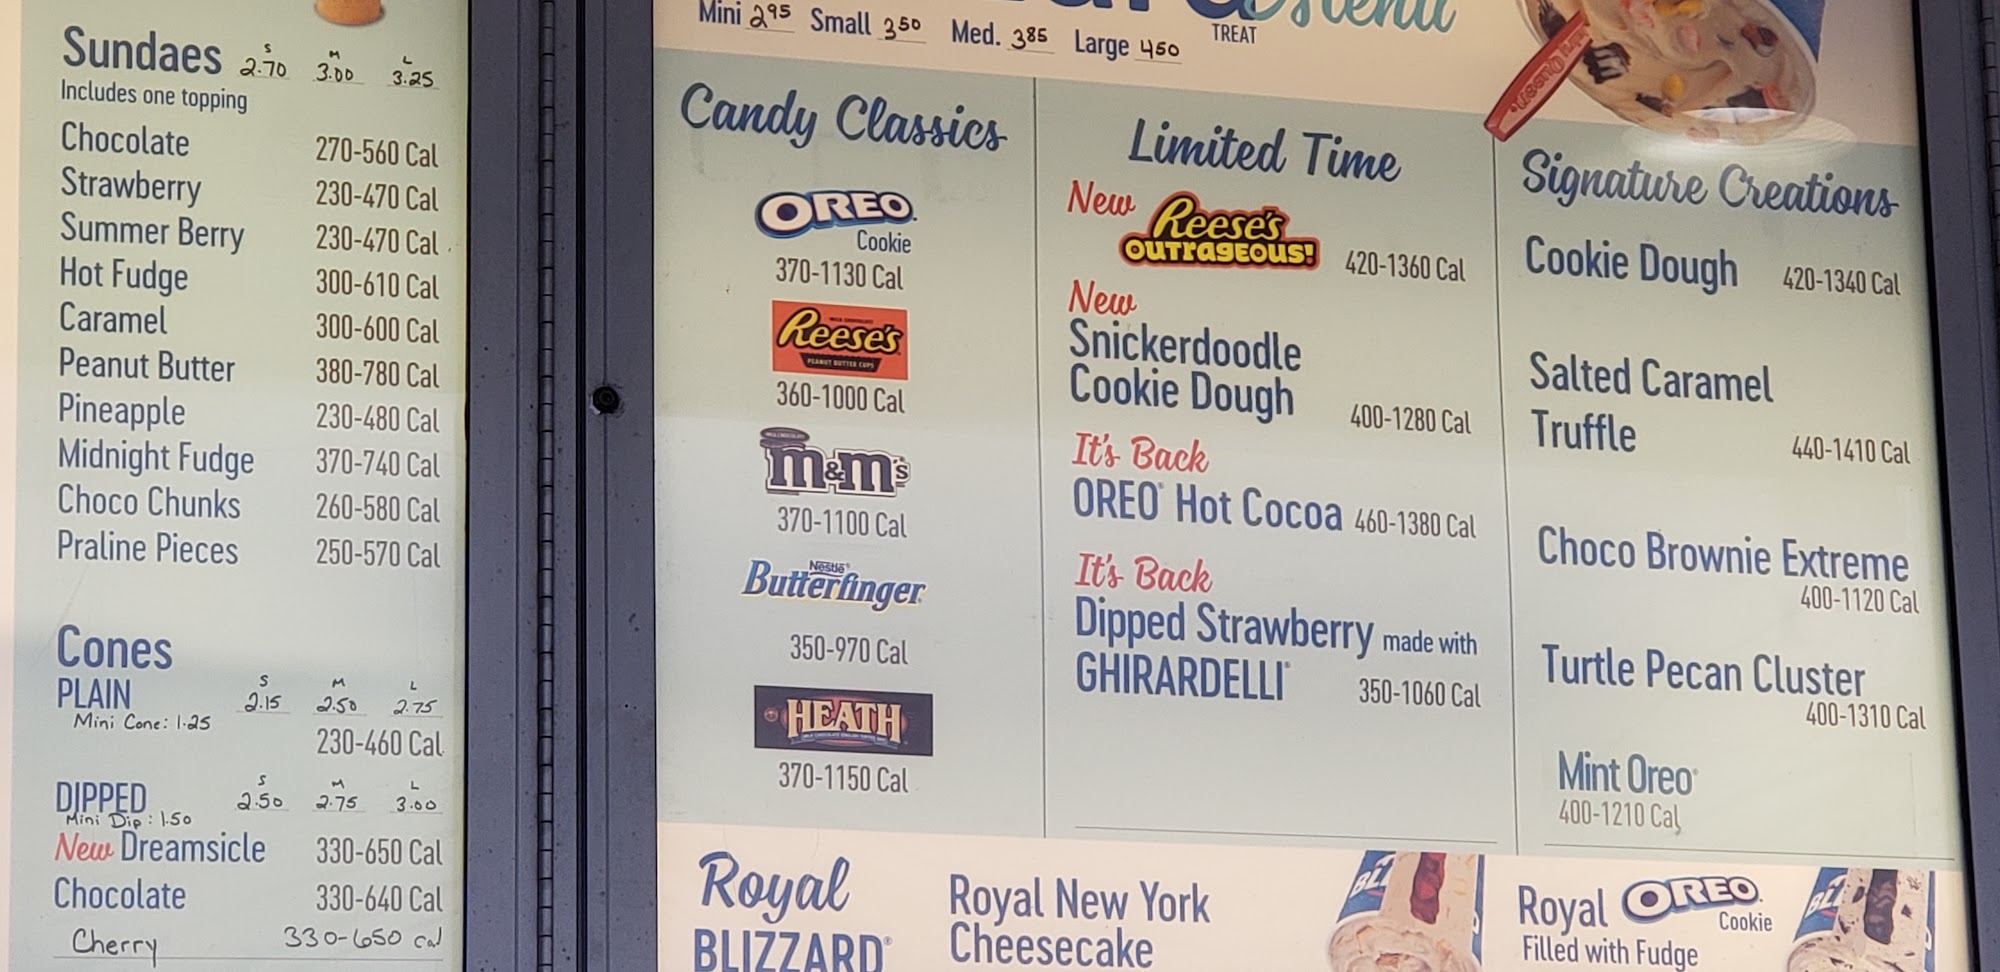 Sundaes S 2.70 M 3.00 L 3.25
Includes one topping
Chocolate 270-560 Cal
Strawberry 230-470 Cal
Summer Berry 230-470 Cal
Hot Fudge 300-610 Cal
Caramel 300-600 Cal
Peanut Butter 380-780 Cal
Pineapple 230-480 Cal
Midnight Fudge 370-740 Cal
Choco Chunks 260-580 Cal
Praline Pieces 250-570 Cal
Cones
PLAIN S 2.15 M 2.50 L 2.75
Mini Cone: 1.25
230-460 Cal
DIPPED S 2.50 M 2.75 L 3.00
Mini Dip: 1.50
New Dreamsicle 330-650 Cal
Chocolate 330-640 Cal
Cherry 330-650 cal
Menu
TREAT
Mini 2.95 Small 3.50 Med. 3.85 Large 4.50
Candy Classics
OREO
Cookie
370-1130 Cal
Reese's
PEANUT BUTTER CUPS
360-1000 Cal
m&m's
370-1100 Cal
Nestlé
Butterfinger
350-970 Cal
HEATH
370-1150 Cal
Limited Time
New Reese's
OUTRAGEOUS! 420-1360 Cal
New
Snickerdoodle
Cookie Dough 400-1280 Cal
It's Back
OREO® Hot Cocoa 460-1380 Cal
It's Back
Dipped Strawberry made with
GHIRARDELLI® 350-1060 Cal
Signature Creations
Cookie Dough 420-1340 Cal
Salted Caramel
Truffle 440-1410 Cal
Choco Brownie Extreme
400-1120 Cal
Turtle Pecan Cluster
400-1310 Cal
Mint Oreo®
400-1210 Cal
Royal
BLIZZARD®
Royal New York
Cheesecake
Royal OREO
Cookie
Filled with Fudge